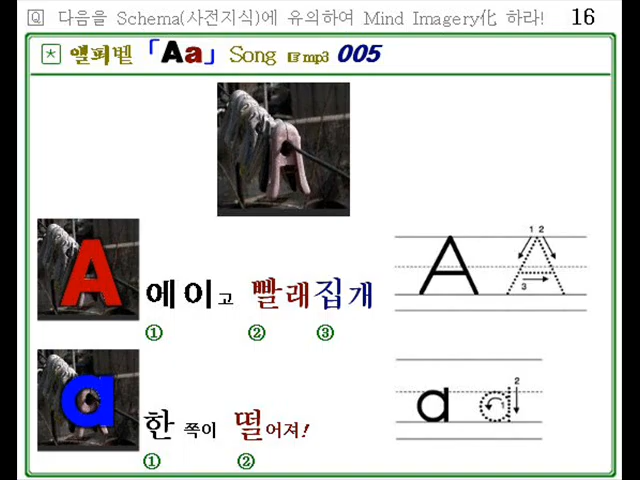 Q 다음을 Schema(사전지식)에 유의하여 Mind Imagery化 하라! 16
* 앨퍼벹 「Aa」 Song ☞mp3 005
A
A 에이고 빨래집개 A A 1 2 3
① ② ③
a 한 쪽이 떨어져! a a 1 2
① ②